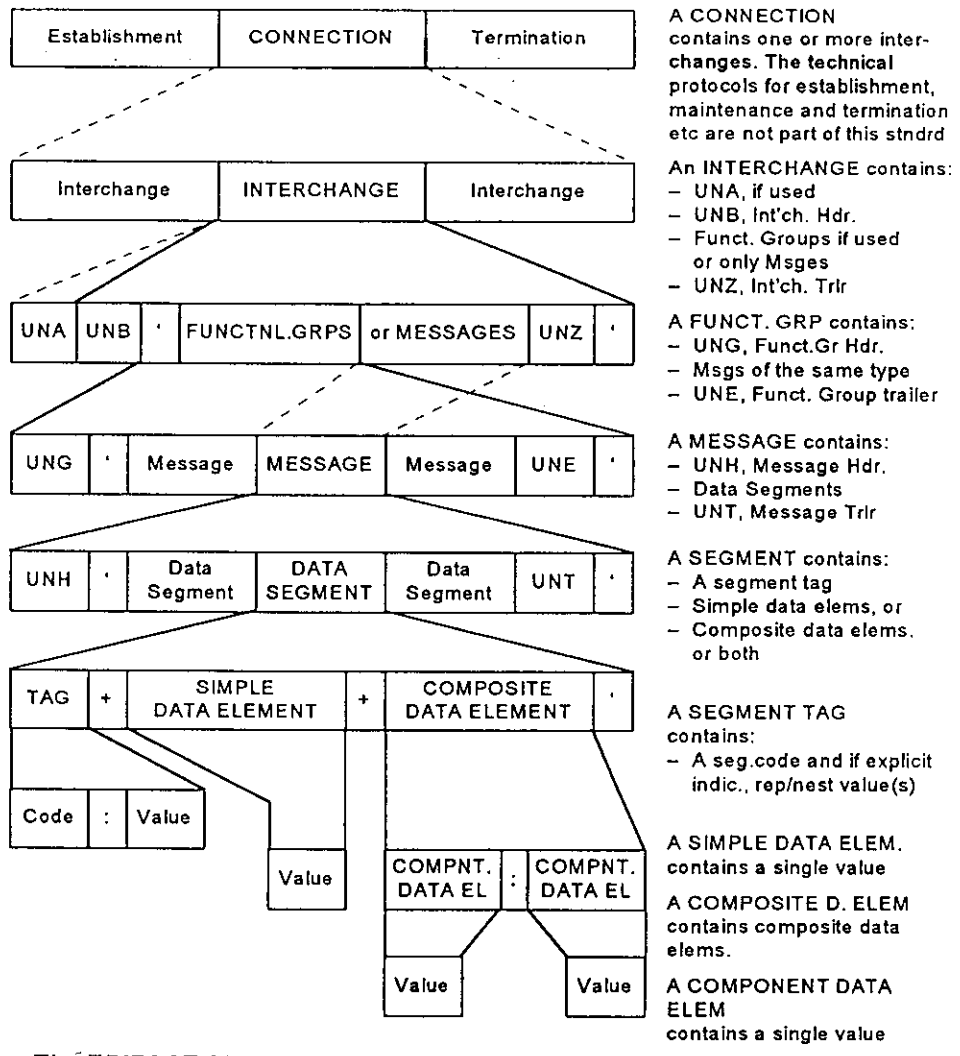 Establishment CONNECTION Termination
A CONNECTION
contains one or more inter-
changes. The technical
protocols for establishment,
maintenance and termination
etc are not part of this stndrd
Interchange INTERCHANGE Interchange
An INTERCHANGE contains:
– UNA, if used
– UNB, Int'ch. Hdr.
– Funct. Groups if used
or only Msges
– UNZ, Int'ch. Trlr
UNA UNB ' FUNCTNL.GRPS or MESSAGES UNZ '
A FUNCT. GRP contains:
– UNG, Funct.Gr Hdr.
– Msgs of the same type
– UNE, Funct. Group trailer
UNG ' Message MESSAGE Message UNE '
A MESSAGE contains:
– UNH, Message Hdr.
– Data Segments
– UNT, Message Trlr
UNH ' Data Segment DATA SEGMENT Data Segment UNT '
A SEGMENT contains:
– A segment tag
– Simple data elems, or
– Composite data elems.
or both
TAG + SIMPLE DATA ELEMENT + COMPOSITE DATA ELEMENT '
A SEGMENT TAG
contains:
– A seg.code and if explicit
indic., rep/nest value(s)
Code : Value
Value
A SIMPLE DATA ELEM.
contains a single value
COMPNT. DATA EL : COMPNT. DATA EL
A COMPOSITE D. ELEM
contains composite data
elems.
Value Value
A COMPONENT DATA
ELEM
contains a single value